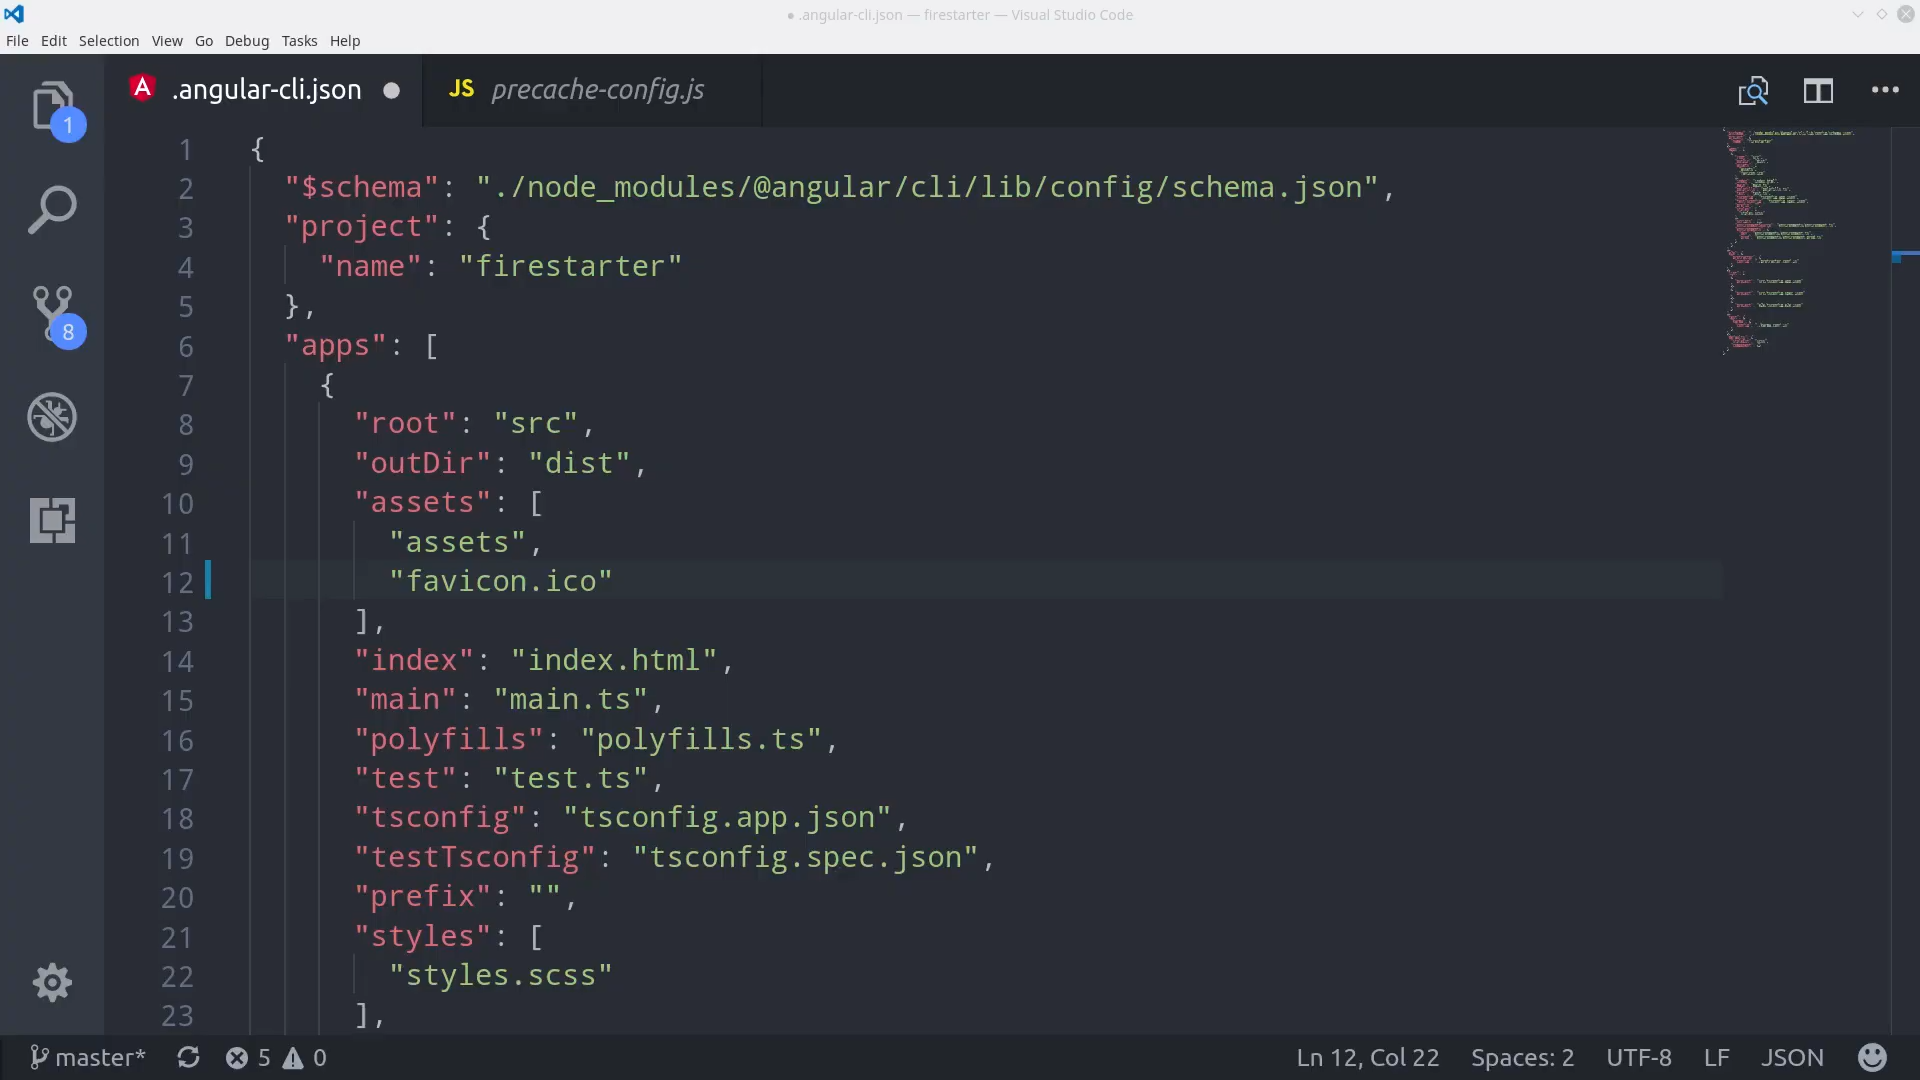 ● .angular-cli.json — firestarter — Visual Studio Code
File Edit Selection View Go Debug Tasks Help
.angular-cli.json ● JS precache-config.js
1
8
1 {
2 "$schema": "./node_modules/@angular/cli/lib/config/schema.json",
3 "project": {
4 "name": "firestarter"
5 },
6 "apps": [
7 {
8 "root": "src",
9 "outDir": "dist",
10 "assets": [
11 "assets",
12 "favicon.ico"
13 ],
14 "index": "index.html",
15 "main": "main.ts",
16 "polyfills": "polyfills.ts",
17 "test": "test.ts",
18 "tsconfig": "tsconfig.app.json",
19 "testTsconfig": "tsconfig.spec.json",
20 "prefix": "",
21 "styles": [
22 "styles.scss"
23 ],
master* 5 0 Ln 12, Col 22 Spaces: 2 UTF-8 LF JSON